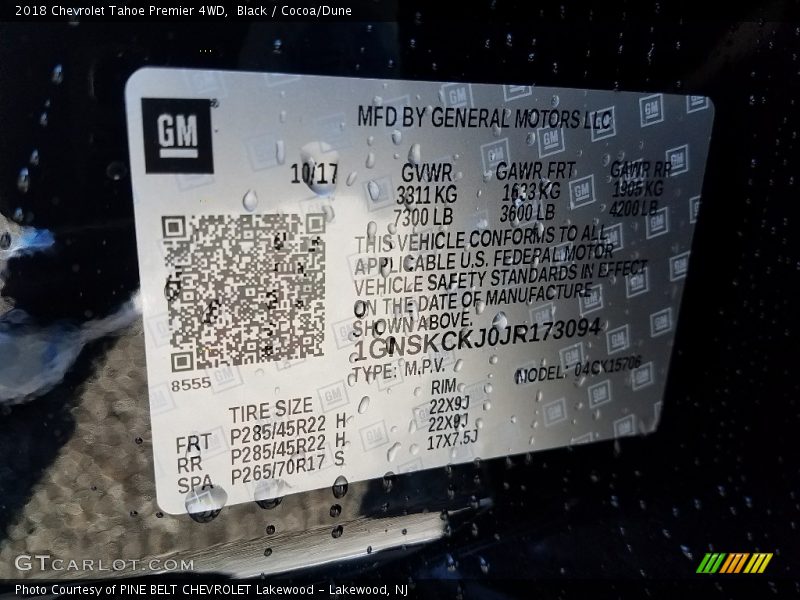 2018 Chevrolet Tahoe Premier 4WD, Black / Cocoa/Dune
GM
MFD BY GENERAL MOTORS LLC
10/17 GVWR GAWR FRT GAWR RR
3311 KG 1633 KG 1905 KG
7300 LB 3600 LB 4200 LB
THIS VEHICLE CONFORMS TO ALL
APPLICABLE U.S. FEDERAL MOTOR
VEHICLE SAFETY STANDARDS IN EFFECT
ON THE DATE OF MANUFACTURE
SHOWN ABOVE.
1GNSKCKJ0JR173094
8555 TYPE: M.P.V. MODEL: 04CK15706
TIRE SIZE RIM
FRT P285/45R22 H 22X9J
RR P285/45R22 H 22X9J
SPA P265/70R17 S 17X7.5J
GTCARLOT.COM
Photo Courtesy of PINE BELT CHEVROLET Lakewood - Lakewood, NJ